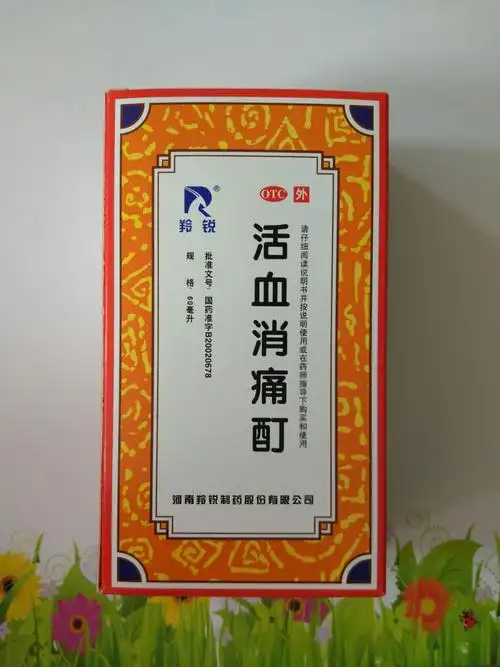 羚锐®
OTC 外
请仔细阅读说明书并按说明使用或在药师指导下购买和使用
活血消痛酊
批准文号：国药准字B20020678
规格：60毫升
河南羚锐制药股份有限公司